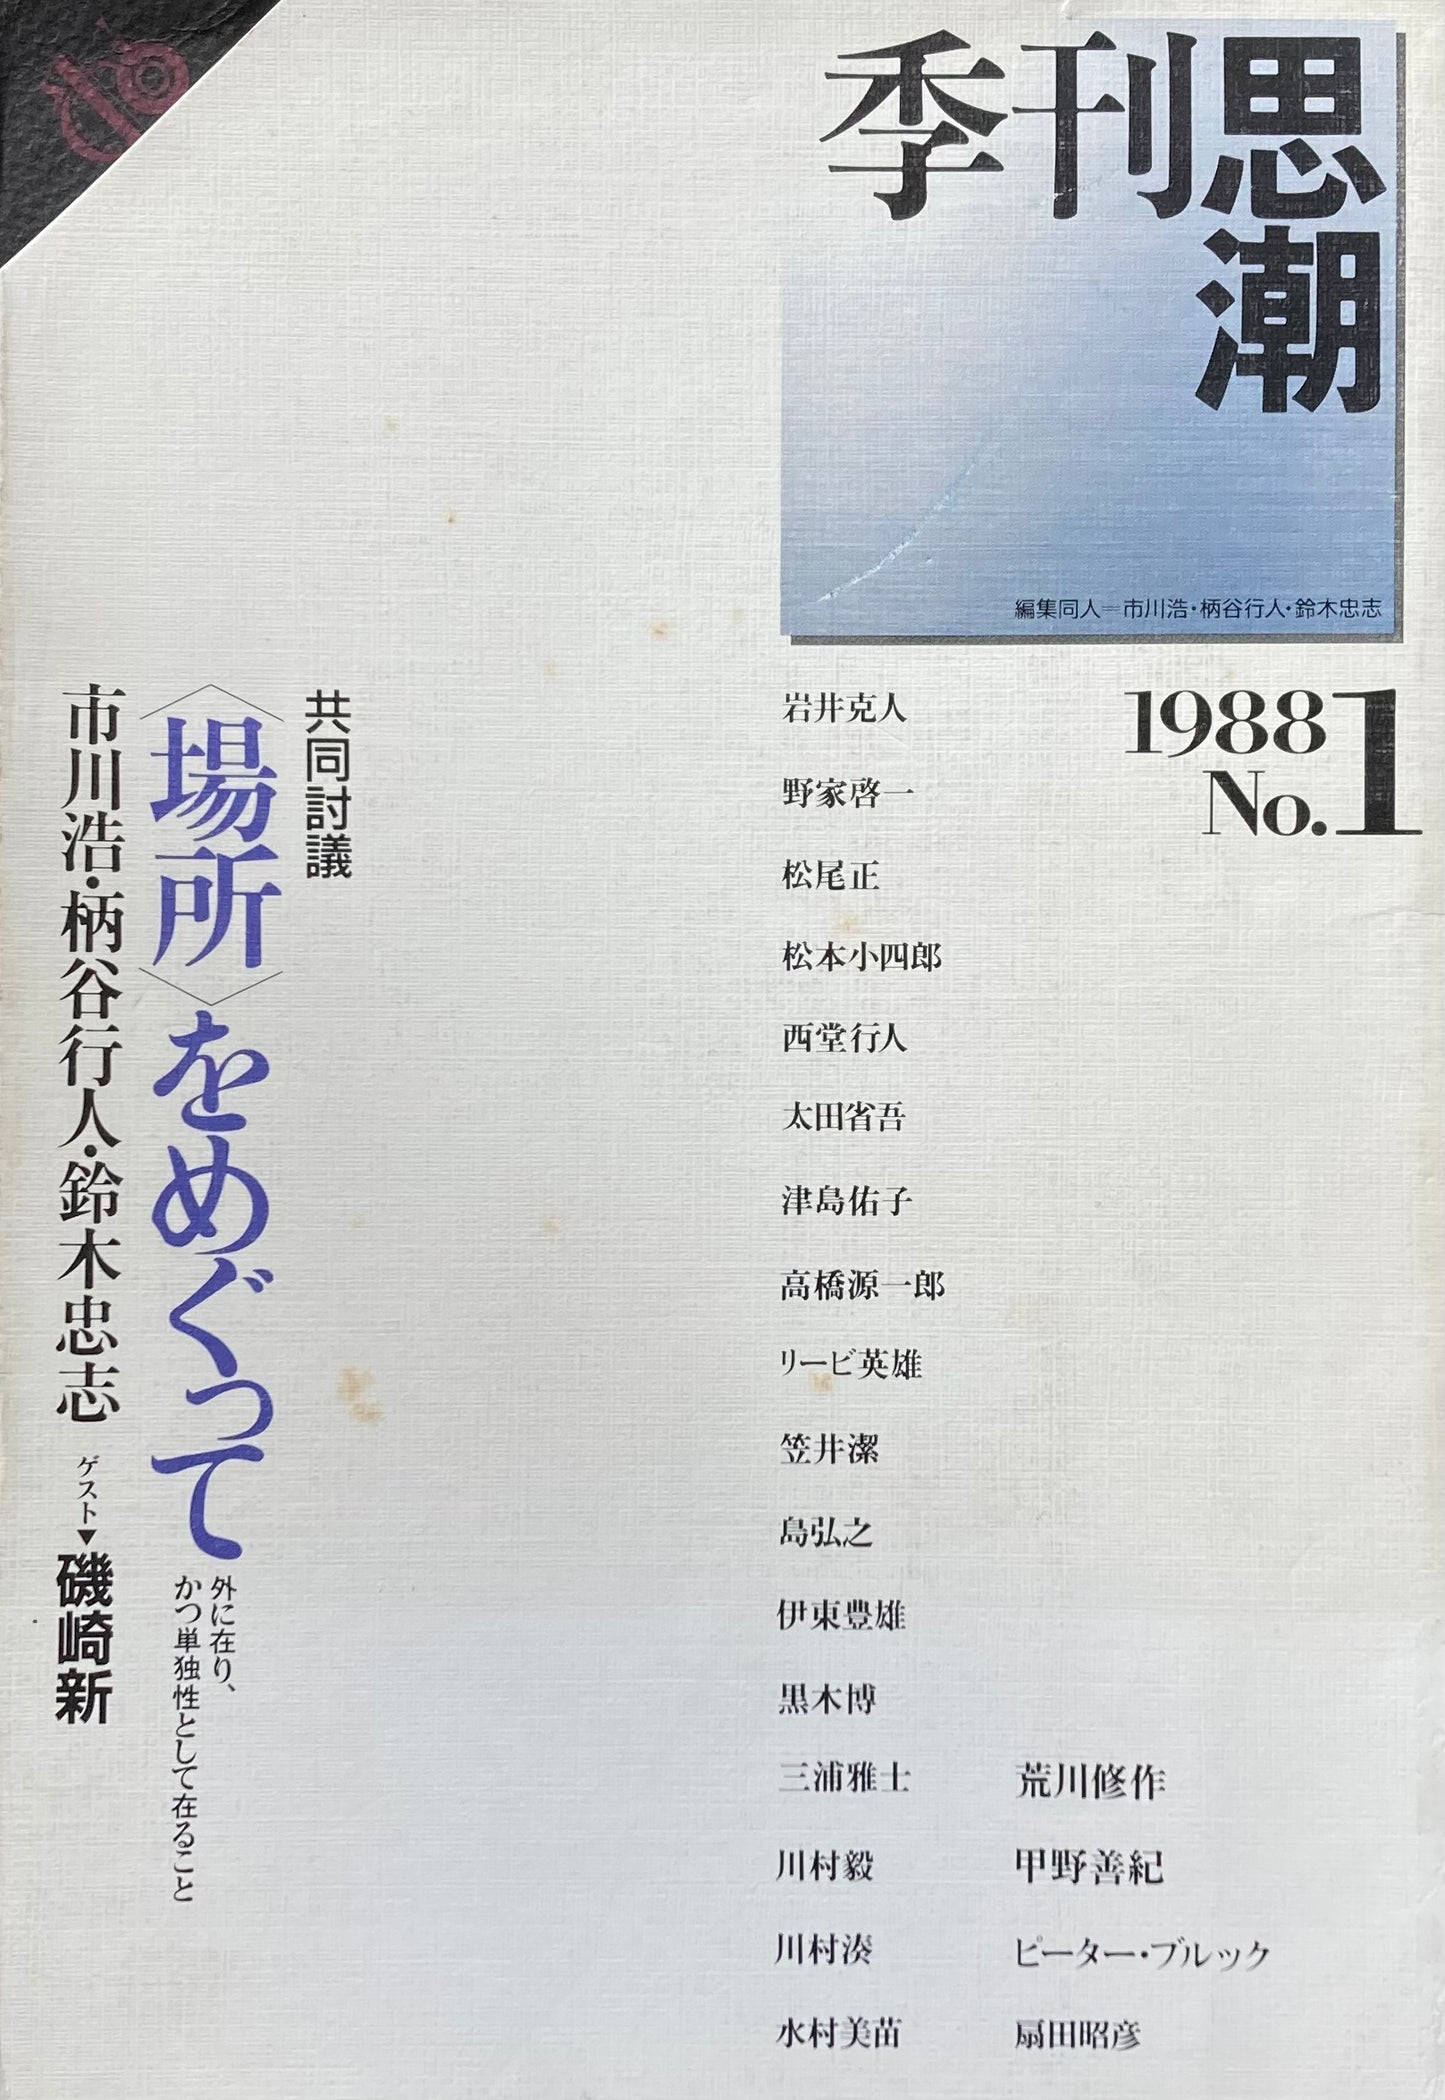 季刊思潮
編集同人=市川浩・柄谷行人・鈴木忠志
1988
No.1
岩井克人
野家啓一
松尾正
松本小四郎
西堂行人
太田省吾
津島佑子
高橋源一郎
リービ英雄
笠井潔
島弘之
伊東豊雄
黒木博
三浦雅士
川村毅
川村湊
水村美苗
荒川修作
甲野善紀
ピーター・ブルック
扇田昭彦
共同討議
〈場所〉をめぐって
外に在り、
かつ単独性として在ること
市川浩・柄谷行人・鈴木忠志 ゲスト▼磯崎新